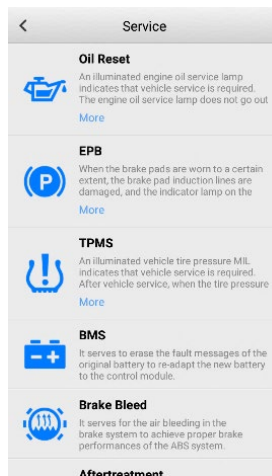 Service
Oil Reset
An illuminated engine oil service lamp
indicates that vehicle service is required.
The engine oil service lamp does not go out
More
EPB
When the brake pads are worn to a certain
extent, the brake pad induction lines are
damaged, and the indicator lamp on the
More
TPMS
An illuminated vehicle tire pressure MIL
indicates that vehicle service is required.
After vehicle service, when the tire pressure
More
BMS
It serves to erase the fault messages of the
original battery to re-adapt the new battery
to the control module.
Brake Bleed
It serves for the air bleeding in the
brake system to achieve proper brake
performances of the ABS system.
Aftertreatment